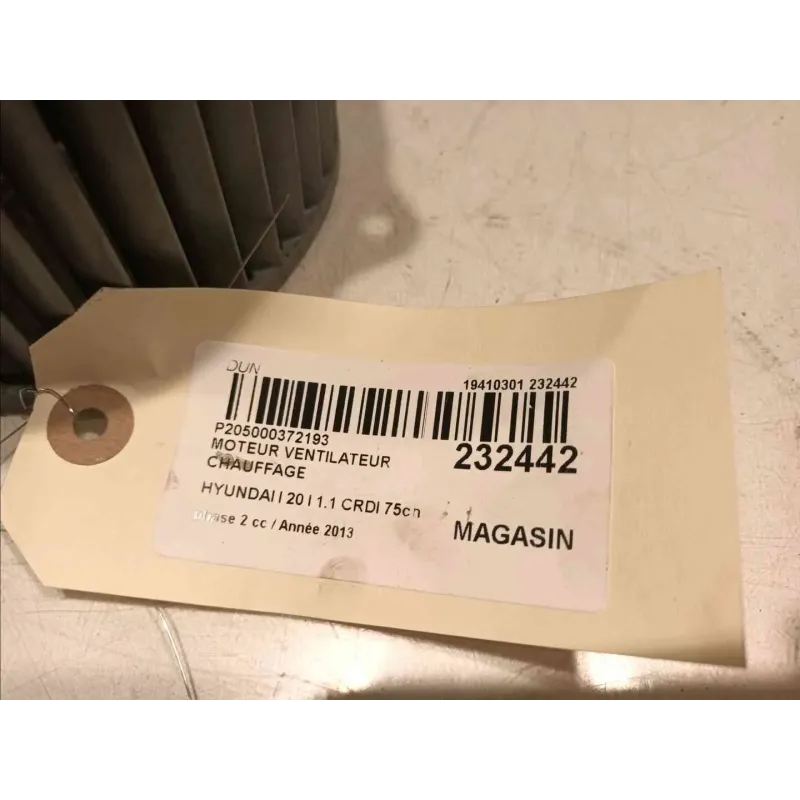 DUN
19410301 232442
P205000372193
232442
MOTEUR VENTILATEUR
CHAUFFAGE
HYUNDAI I 20 I 1.1 CRDI 75ch
phase 2 cc / Année 2013
MAGASIN